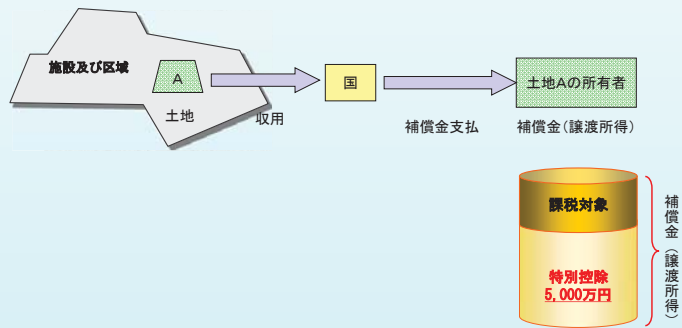 施設及び区域
A
土地
収用
国
補償金支払
土地Aの所有者
補償金(譲渡所得)
課税対象
特別控除
5,000万円
補償金(譲渡所得)